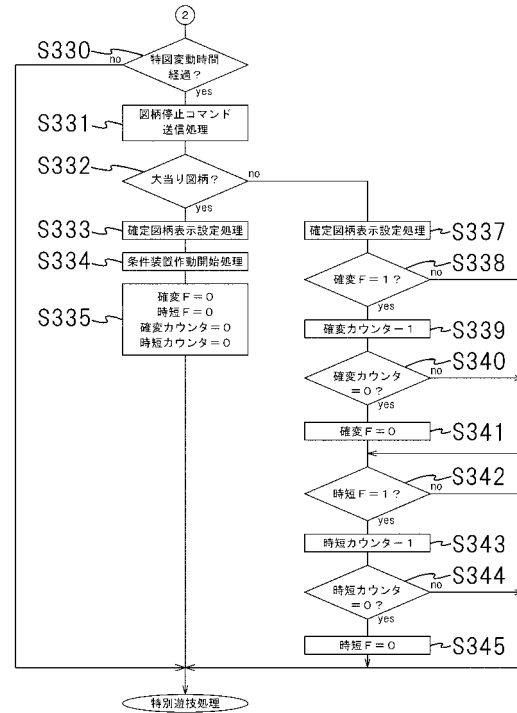 2
S330
no
特図変動時間
経過？
yes
S331
図柄停止コマンド
送信処理
S332
大当り図柄？
no
yes
S333
確定図柄表示設定処理
S334
条件装置作動開始処理
S335
確変Ｆ＝０
時短Ｆ＝０
確変カウンタ＝０
時短カウンタ＝０
確定図柄表示設定処理
S337
確変Ｆ＝１？
S338
no
yes
確変カウンタ－１
S339
確変カウンタ
＝０？
S340
no
yes
確変Ｆ＝０
S341
時短Ｆ＝１？
S342
no
yes
時短カウンタ－１
S343
時短カウンタ
＝０？
S344
no
yes
時短Ｆ＝０
S345
特別遊技処理